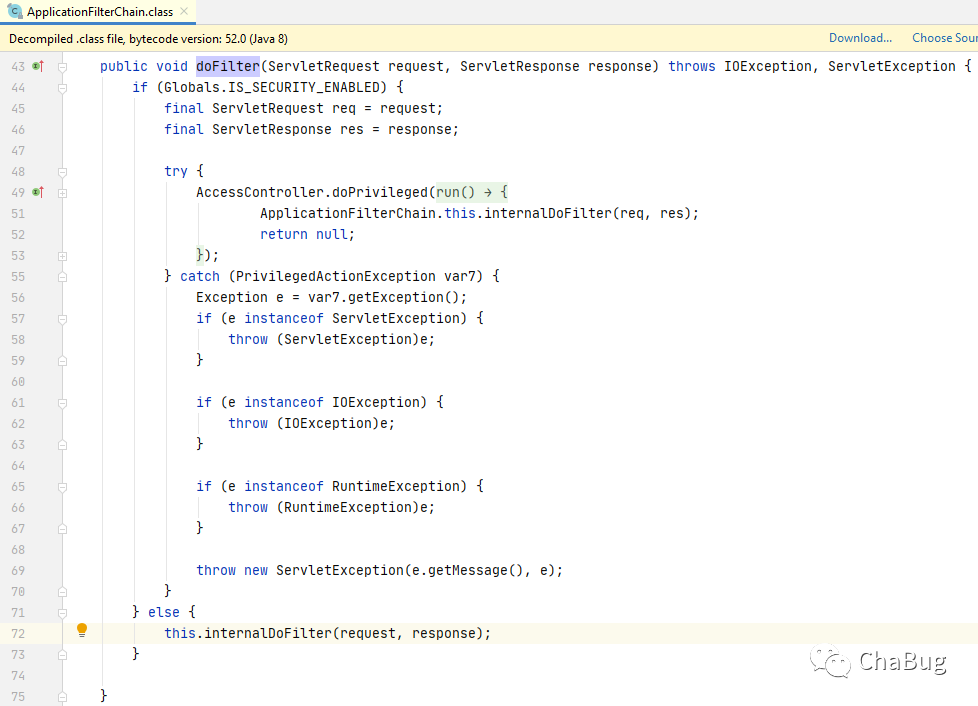 ApplicationFilterChain.class
Decompiled .class file, bytecode version: 52.0 (Java 8) Download... Choose Sour
43 public void doFilter(ServletRequest request, ServletResponse response) throws IOException, ServletException {
44 if (Globals.IS_SECURITY_ENABLED) {
45 final ServletRequest req = request;
46 final ServletResponse res = response;
47
48 try {
49 AccessController.doPrivileged(run() → {
51 ApplicationFilterChain.this.internalDoFilter(req, res);
52 return null;
53 });
55 } catch (PrivilegedActionException var7) {
56 Exception e = var7.getException();
57 if (e instanceof ServletException) {
58 throw (ServletException)e;
59 }
60
61 if (e instanceof IOException) {
62 throw (IOException)e;
63 }
64
65 if (e instanceof RuntimeException) {
66 throw (RuntimeException)e;
67 }
68
69 throw new ServletException(e.getMessage(), e);
70 }
71 } else {
72 this.internalDoFilter(request, response);
73 }
74
75 }
ChaBug